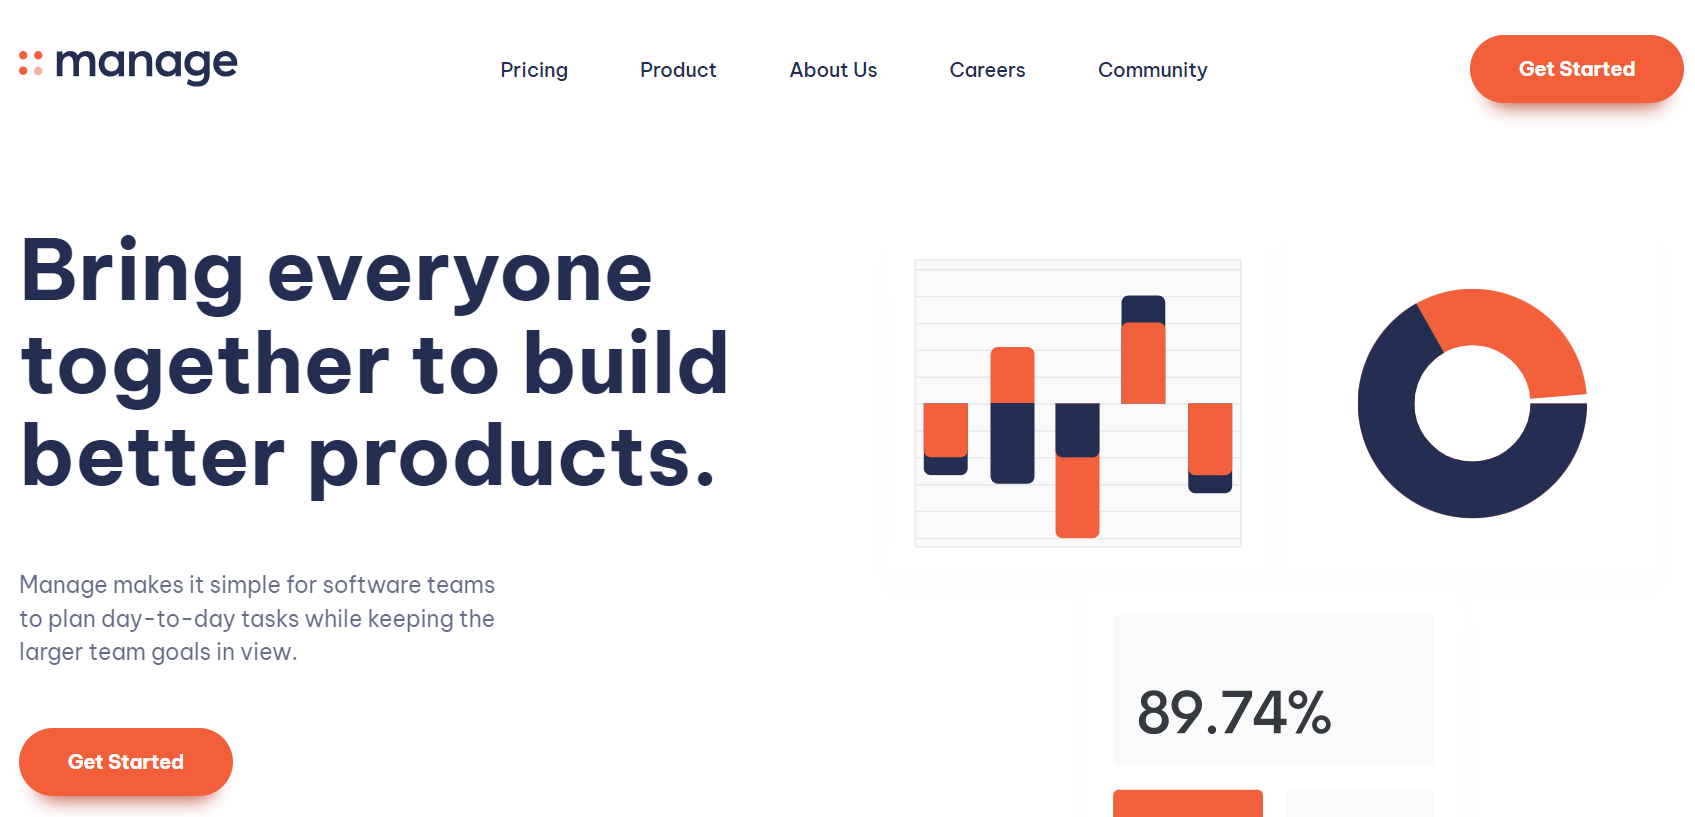 manage
Pricing
Product
About Us
Careers
Community
Get Started
Bring everyone
together to build
better products.
Manage makes it simple for software teams
to plan day-to-day tasks while keeping the
larger team goals in view.
Get Started
89.74%